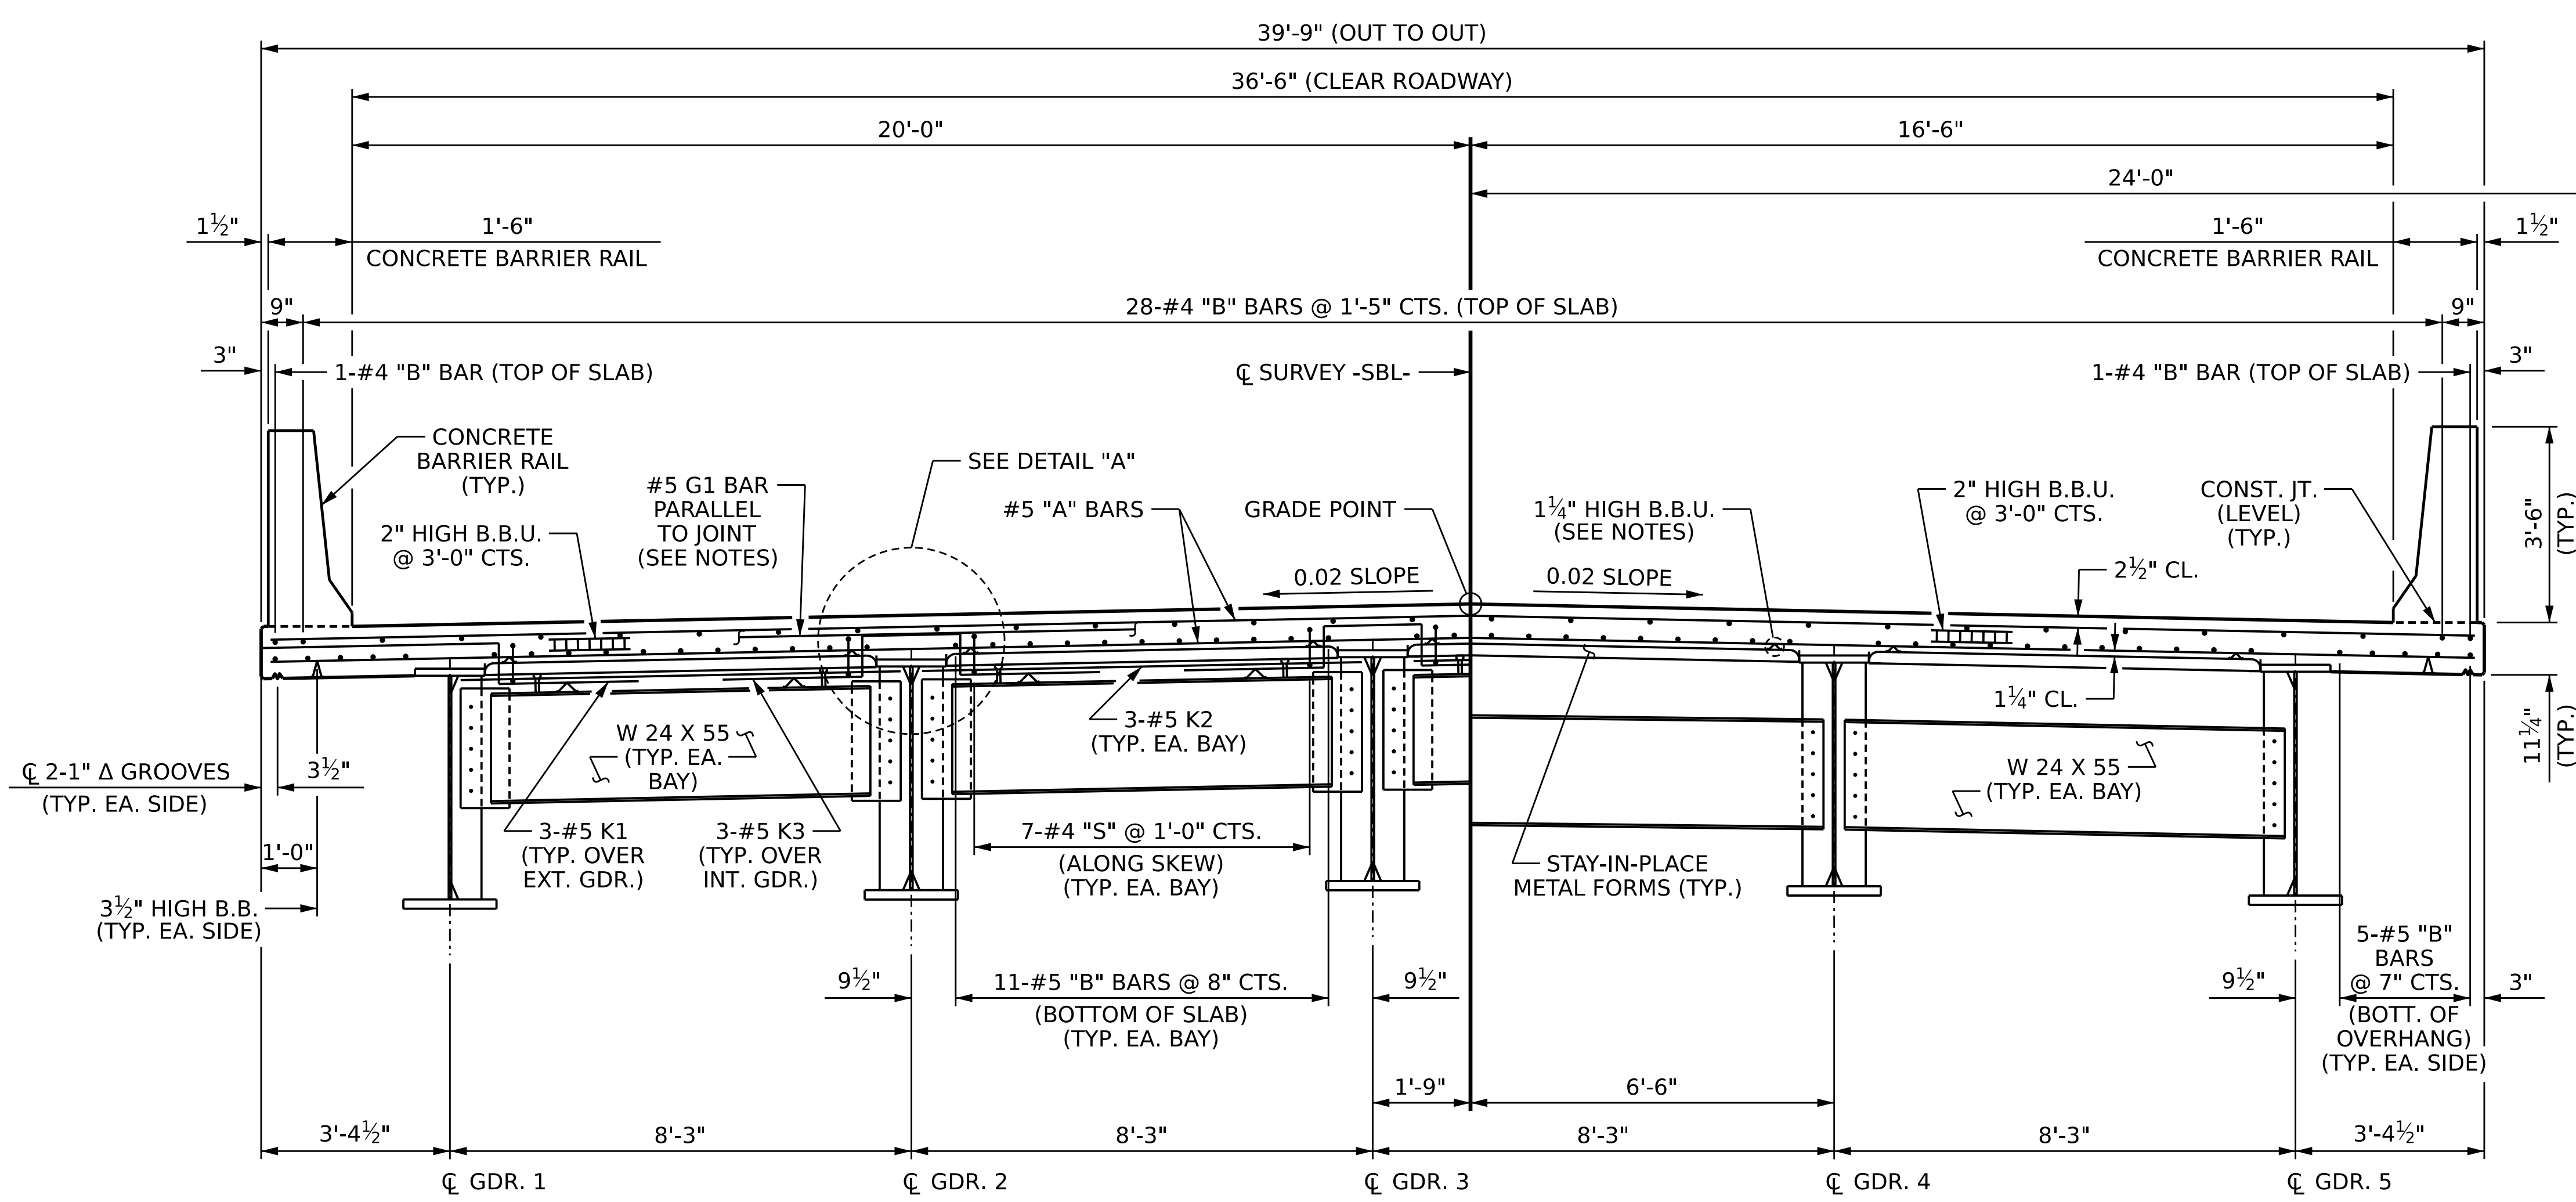 39'-9" (OUT TO OUT)
36'-6" (CLEAR ROADWAY)
20'-0"
16'-6"
24'-0"
1½"
1'-6"
CONCRETE BARRIER RAIL
1'-6"
CONCRETE BARRIER RAIL
1½"
9"
28-#4 "B" BARS @ 1'-5" CTS. (TOP OF SLAB)
9"
3"
1-#4 "B" BAR (TOP OF SLAB)
℄ SURVEY -SBL-
1-#4 "B" BAR (TOP OF SLAB)
3"
CONCRETE
BARRIER RAIL
(TYP.)
2" HIGH B.B.U.
@ 3'-0" CTS.
#5 G1 BAR
PARALLEL
TO JOINT
(SEE NOTES)
SEE DETAIL "A"
#5 "A" BARS
GRADE POINT
1¼" HIGH B.B.U.
(SEE NOTES)
2" HIGH B.B.U.
@ 3'-0" CTS.
CONST. JT.
(LEVEL)
(TYP.)
3'-6"
(TYP.)
0.02 SLOPE
0.02 SLOPE
2½" CL.
1¼" CL.
11¼"
(TYP.)
W 24 X 55
(TYP. EA.
BAY)
3-#5 K2
(TYP. EA. BAY)
W 24 X 55
(TYP. EA. BAY)
℄ 2-1" Δ GROOVES
(TYP. EA. SIDE)
3½"
1'-0"
3½" HIGH B.B.
(TYP. EA. SIDE)
3-#5 K1
(TYP. OVER
EXT. GDR.)
3-#5 K3
(TYP. OVER
INT. GDR.)
7-#4 "S" @ 1'-0" CTS.
(ALONG SKEW)
(TYP. EA. BAY)
STAY-IN-PLACE
METAL FORMS (TYP.)
9½"
11-#5 "B" BARS @ 8" CTS.
(BOTTOM OF SLAB)
(TYP. EA. BAY)
9½"
9½"
5-#5 "B"
BARS
@ 7" CTS.
(BOTT. OF
OVERHANG)
(TYP. EA. SIDE)
3"
1'-9"
6'-6"
3'-4½"
8'-3"
8'-3"
8'-3"
8'-3"
3'-4½"
℄ GDR. 1
℄ GDR. 2
℄ GDR. 3
℄ GDR. 4
℄ GDR. 5